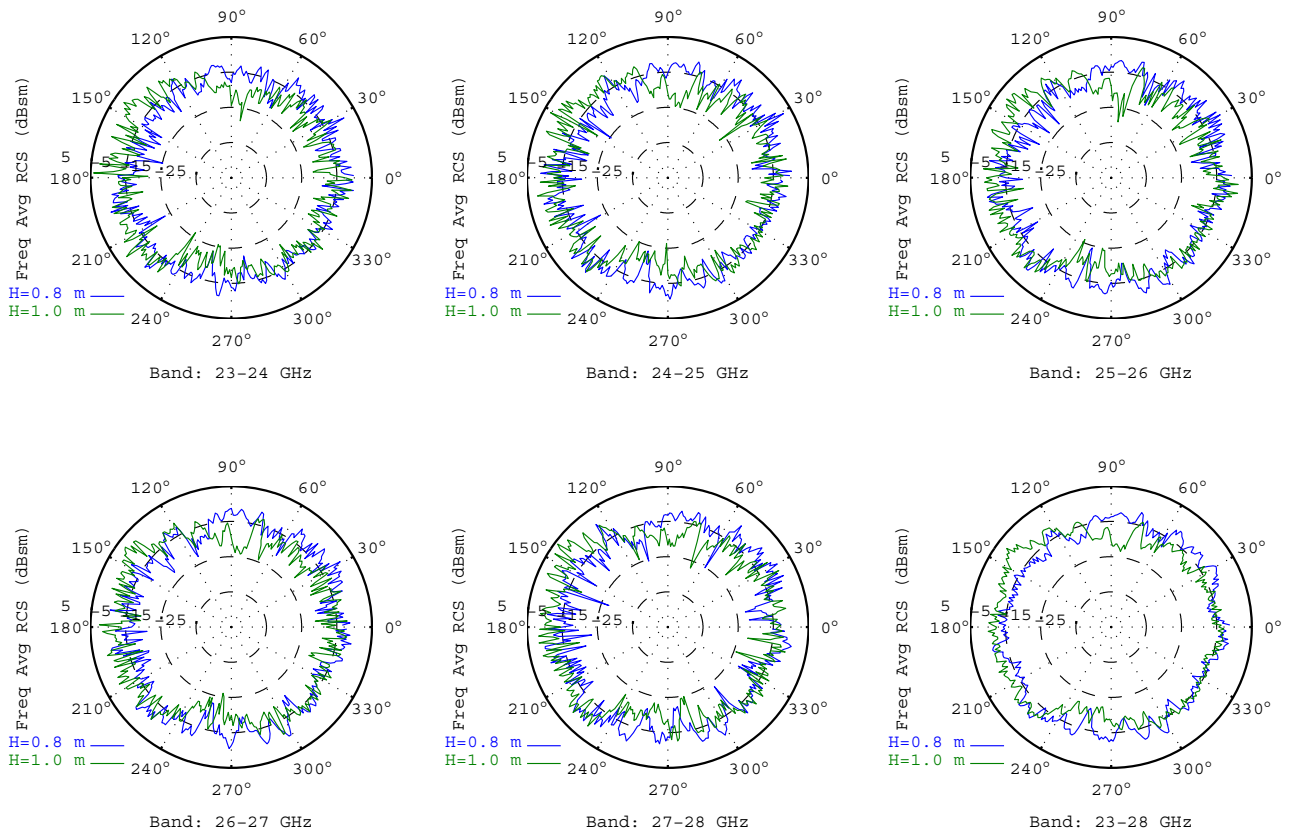 90°
120° 60°
150° 30°
5 -5 -15 -25
180° 0°
210° 330°
240° 300°
270°
Freq Avg RCS (dBsm)
H=0.8 m
H=1.0 m
Band: 23-24 GHz
90°
120° 60°
150° 30°
5 -5 -15 -25
180° 0°
210° 330°
240° 300°
270°
Freq Avg RCS (dBsm)
H=0.8 m
H=1.0 m
Band: 24-25 GHz
90°
120° 60°
150° 30°
5 -5 -15 -25
180° 0°
210° 330°
240° 300°
270°
Freq Avg RCS (dBsm)
H=0.8 m
H=1.0 m
Band: 25-26 GHz
90°
120° 60°
150° 30°
5 -5 -15 -25
180° 0°
210° 330°
240° 300°
270°
Freq Avg RCS (dBsm)
H=0.8 m
H=1.0 m
Band: 26-27 GHz
90°
120° 60°
150° 30°
5 -5 -15 -25
180° 0°
210° 330°
240° 300°
270°
Freq Avg RCS (dBsm)
H=0.8 m
H=1.0 m
Band: 27-28 GHz
90°
120° 60°
150° 30°
5 -5 -15 -25
180° 0°
210° 330°
240° 300°
270°
Freq Avg RCS (dBsm)
H=0.8 m
H=1.0 m
Band: 23-28 GHz